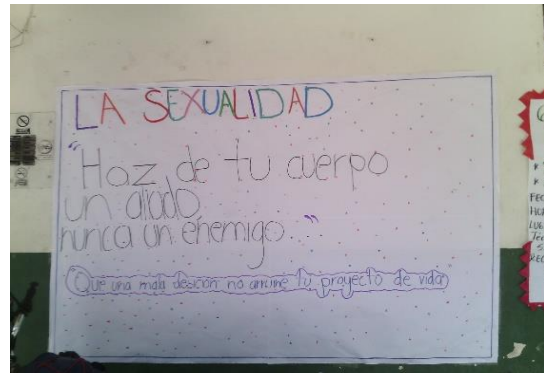 LA SEXUALIDAD
"Haz de tu cuerpo
un aliado,
nunca un enemigo."
"Que una mala desicion no arruine tu proyecto de vida"